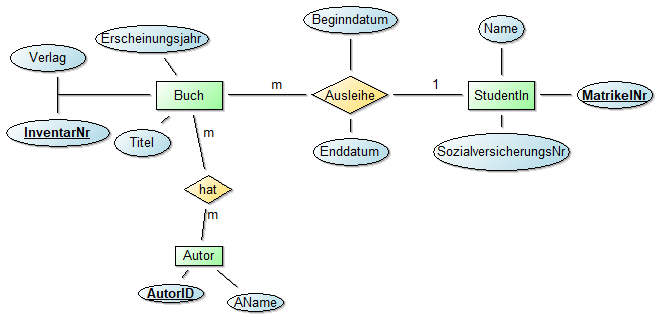 Beginndatum
Name
Erscheinungsjahr
Verlag
Buch
m
Ausleihe
1
StudentIn
MatrikelNr
InventarNr
Titel
m
Enddatum
SozialversicherungsNr
hat
m
Autor
AutorID
AName